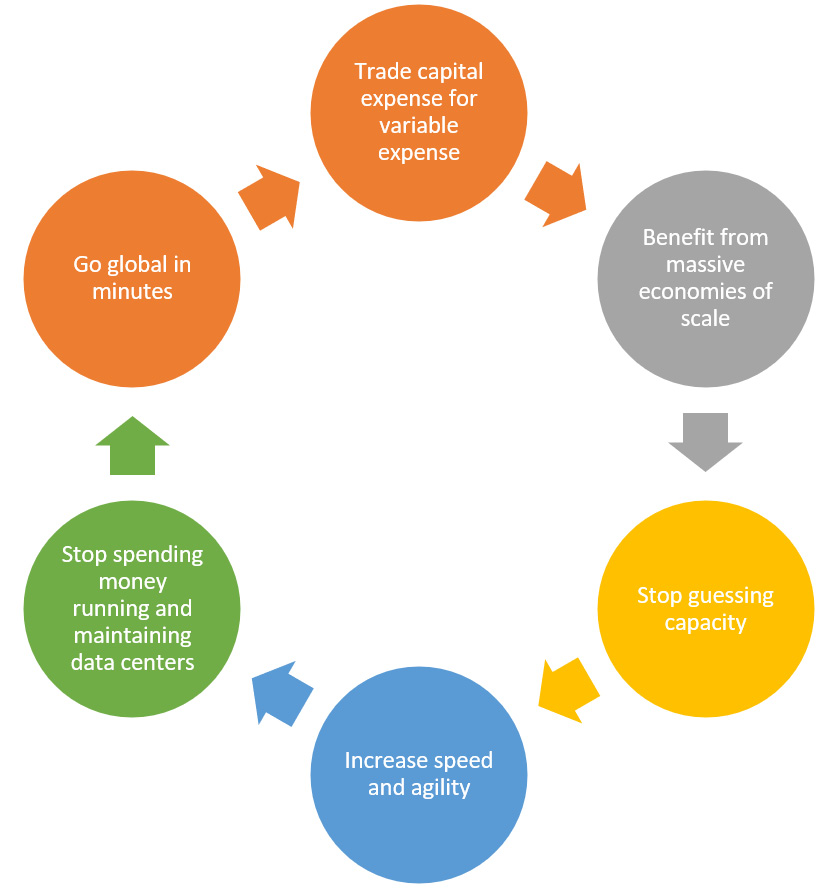 Trade capital
expense for
variable
expense
Benefit from
massive
economies of
scale
Stop guessing
capacity
Increase speed
and agility
Stop spending
money
running and
maintaining
data centers
Go global in
minutes